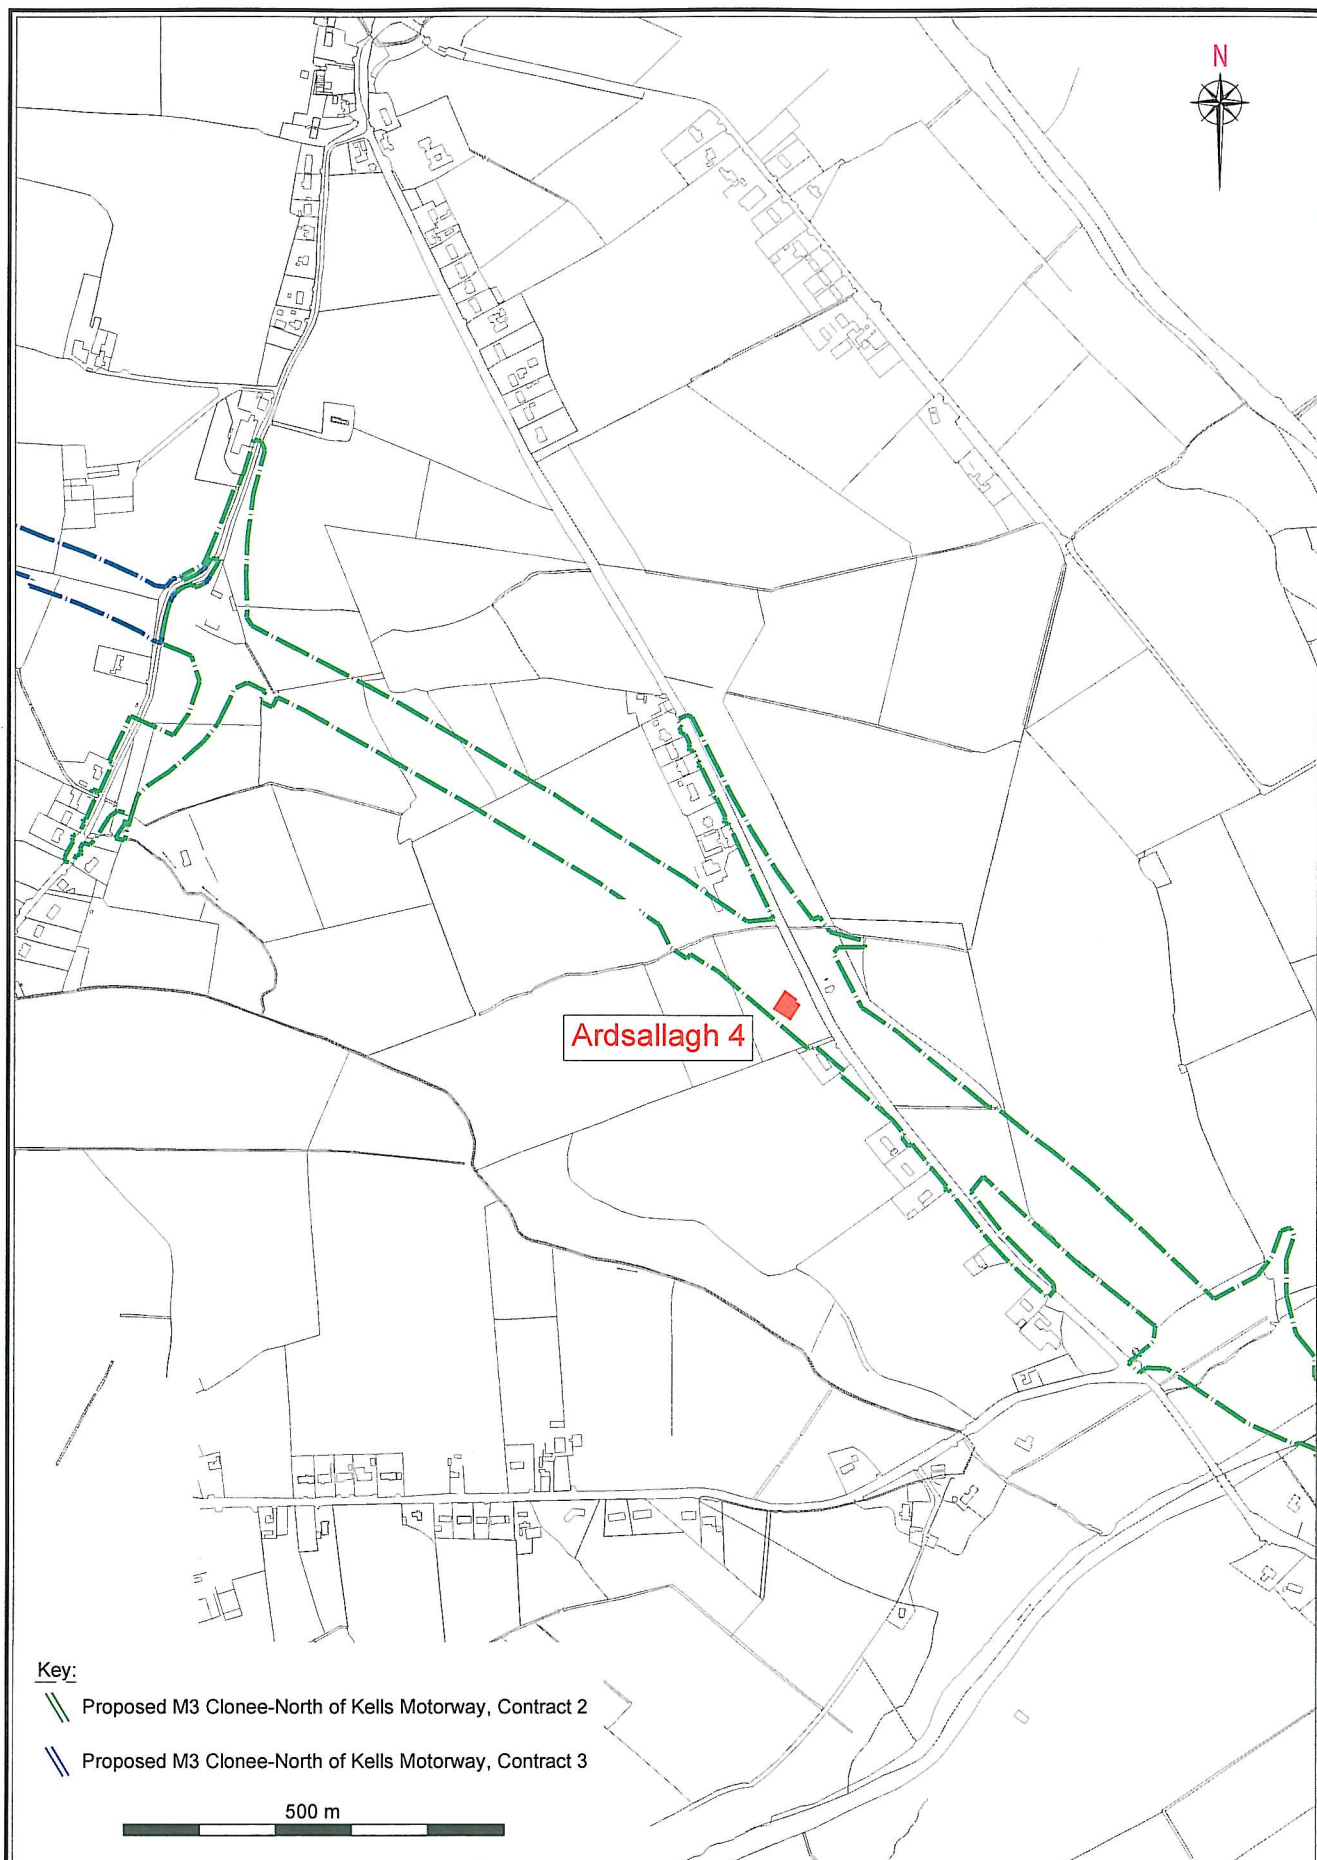 N
Ardsallagh 4
Key:
Proposed M3 Clonee-North of Kells Motorway, Contract 2
Proposed M3 Clonee-North of Kells Motorway, Contract 3
500 m